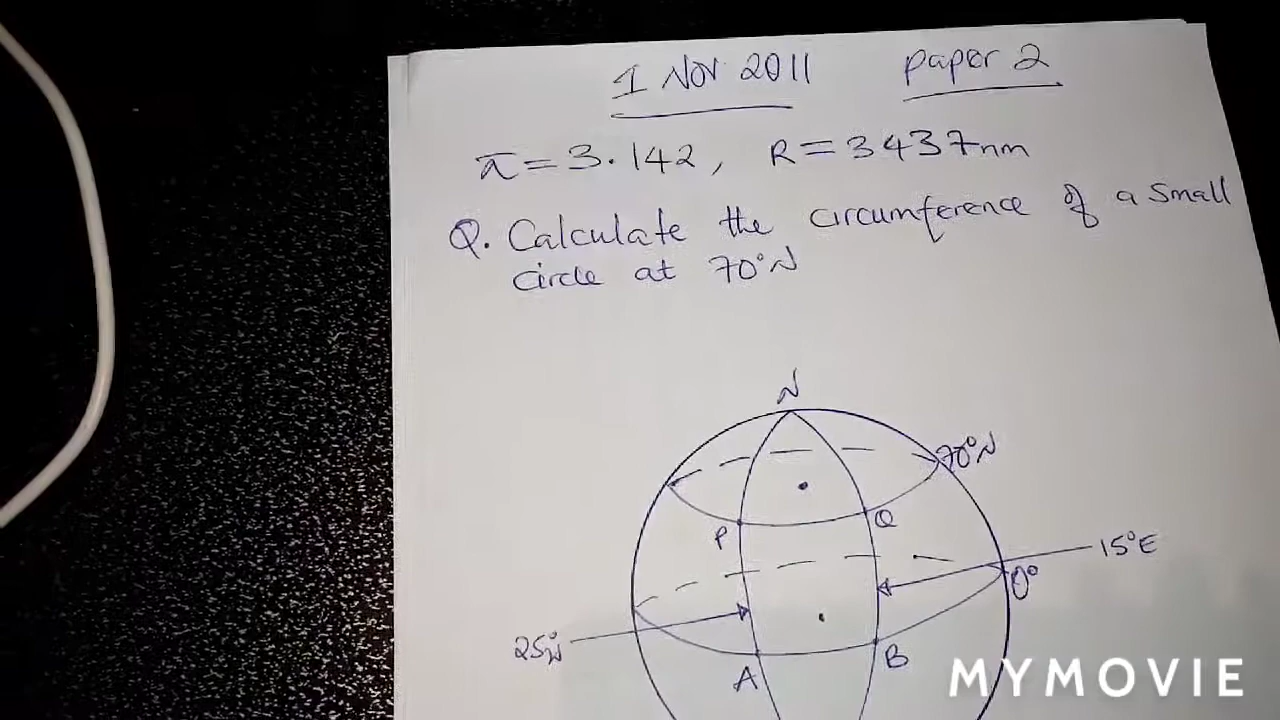 1 Nov 2011 paper 2
π = 3.142, R = 3437nm
Q. Calculate the circumference of a small
circle at 70°N
N
70°N
P Q
15°E
0°
25°W
A B
MYMOVIE